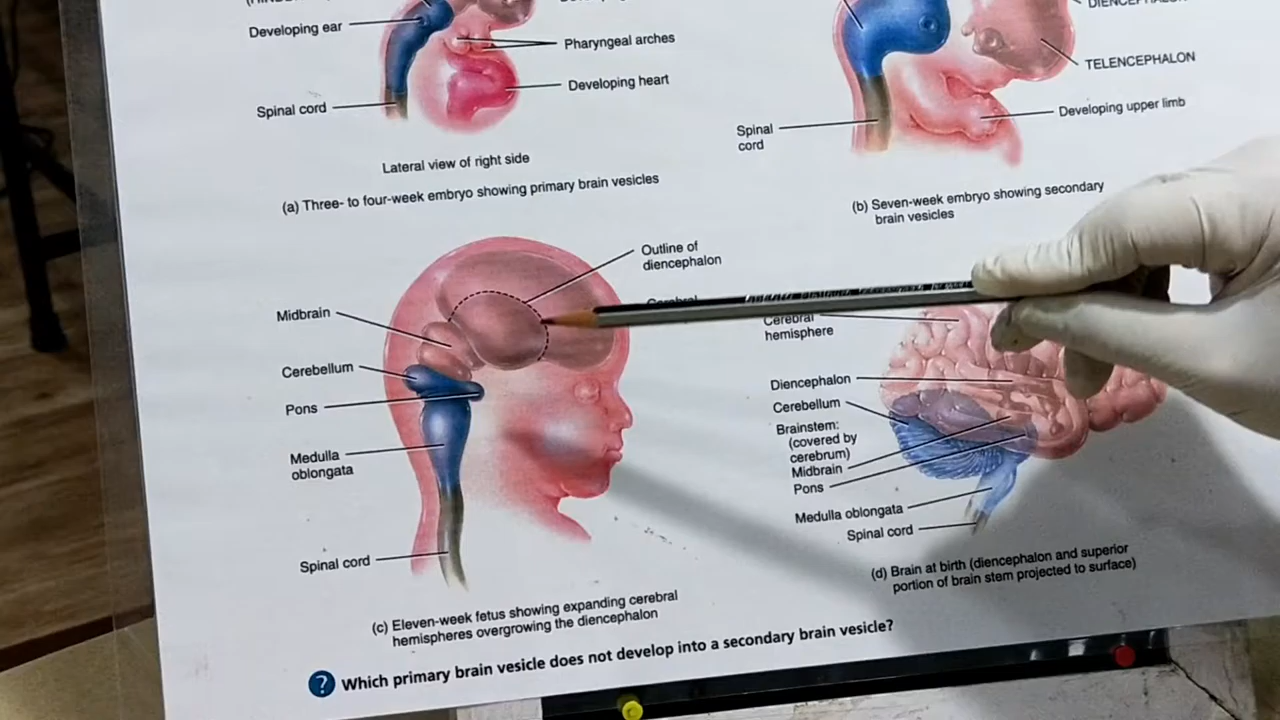 Developing ear
Pharyngeal arches
Developing heart
Spinal cord
Lateral view of right side
(a) Three- to four-week embryo showing primary brain vesicles
TELENCEPHALON
Developing upper limb
Spinal
cord
(b) Seven-week embryo showing secondary
brain vesicles
Outline of
diencephalon
Midbrain
Cerebellum
Pons
Medulla
oblongata
Spinal cord
(c) Eleven-week fetus showing expanding cerebral
hemispheres overgrowing the diencephalon
Cerebral
hemisphere
Diencephalon
Cerebellum
Brainstem:
(covered by
cerebrum)
Midbrain
Pons
Medulla oblongata
Spinal cord
(d) Brain at birth (diencephalon and superior
portion of brain stem projected to surface)
? Which primary brain vesicle does not develop into a secondary brain vesicle?